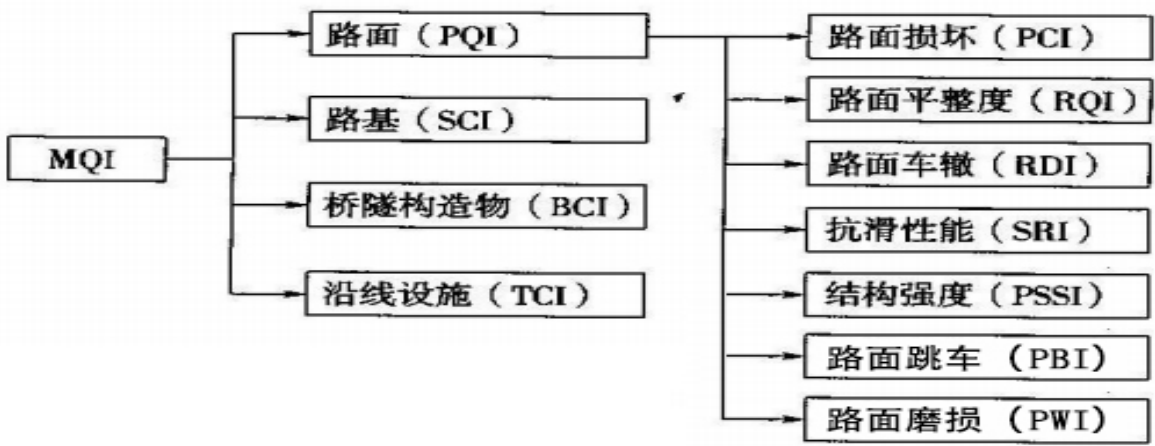 MQI
路面（PQI）
路基（SCI）
桥隧构造物（BCI）
沿线设施（TCI）
路面损坏（PCI）
路面平整度（RQI）
路面车辙（RDI）
抗滑性能（SRI）
结构强度（PSSI）
路面跳车（PBI）
路面磨损（PWI）